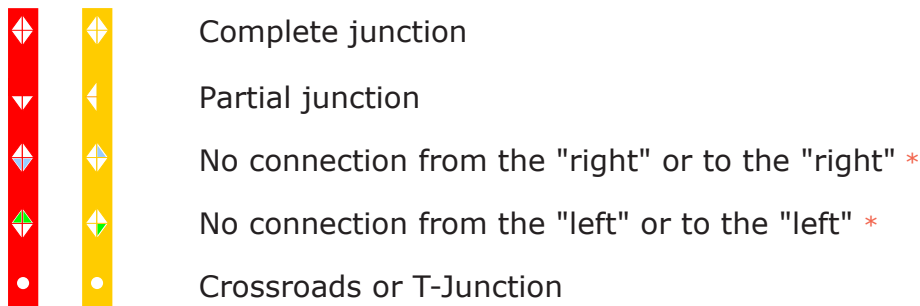 Complete junction
Partial junction
No connection from the "right" or to the "right" *
No connection from the "left" or to the "left" *
Crossroads or T-Junction